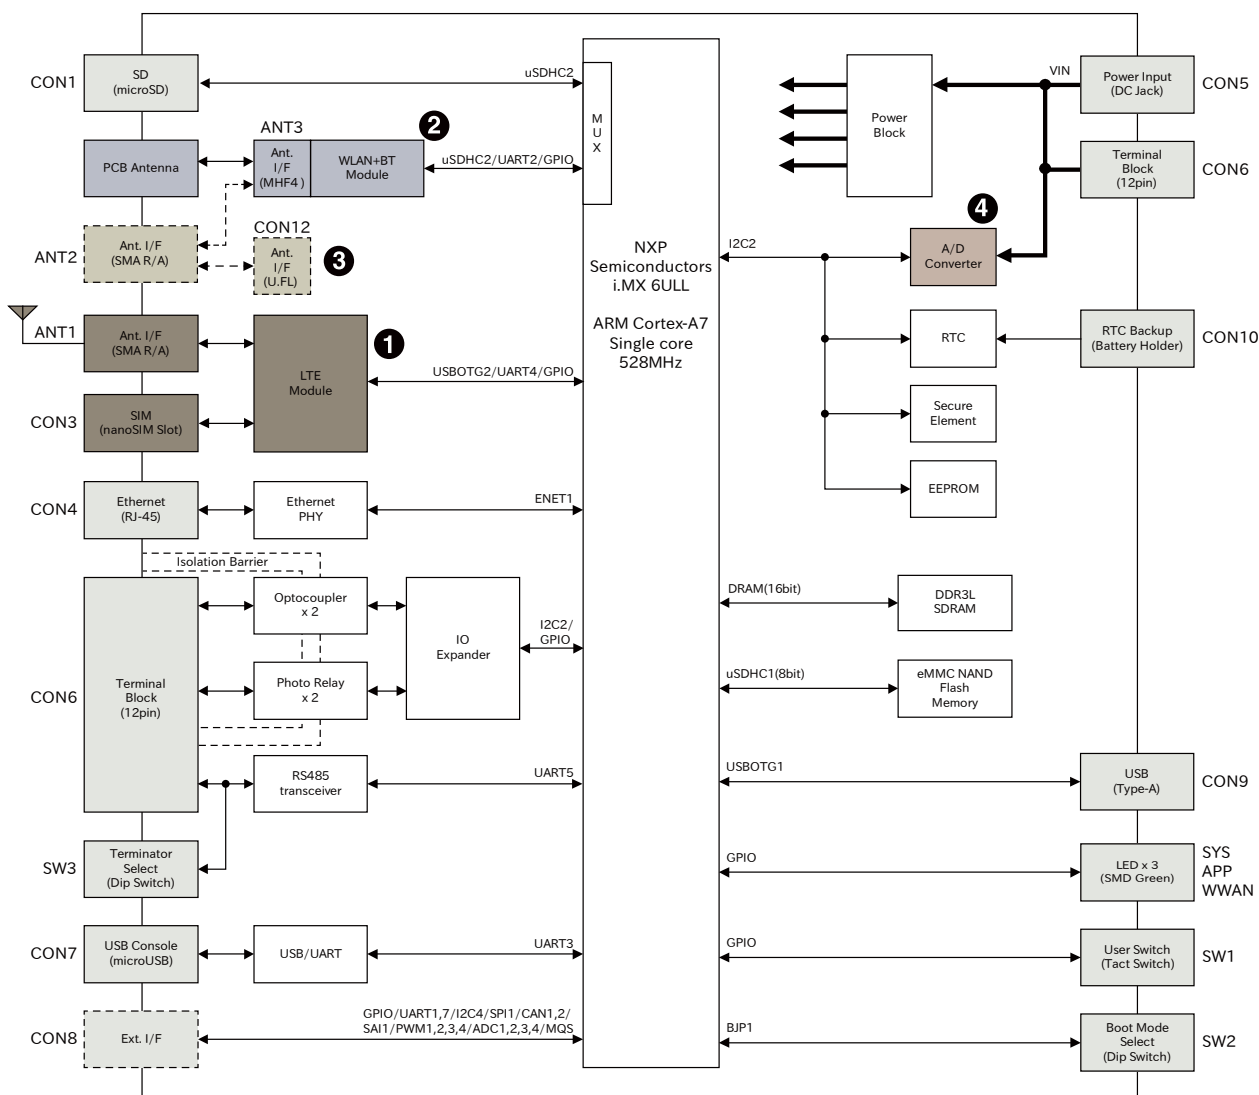 CON1
SD
(microSD)
uSDHC2
M
U
X
PCB Antenna
ANT3
Ant.
I/F
(MHF4 )
WLAN+BT
Module
2
uSDHC2/UART2/GPIO
ANT2
Ant. I/F
(SMA R/A)
CON12
Ant.
I/F
(U.FL)
3
ANT1
Ant. I/F
(SMA R/A)
LTE
Module
1
USBOTG2/UART4/GPIO
CON3
SIM
(nanoSIM Slot)
CON4
Ethernet
(RJ-45)
Ethernet
PHY
ENET1
Isolation Barrier
CON6
Terminal
Block
(12pin)
Optocoupler
x 2
Photo Relay
x 2
IO
Expander
I2C2/
GPIO
RS485
transceiver
UART5
SW3
Terminator
Select
(Dip Switch)
CON7
USB Console
(microUSB)
USB/UART
UART3
CON8
Ext. I/F
GPIO/UART1,7/I2C4/SPI1/CAN1,2/
SAI1/PWM1,2,3,4/ADC1,2,3,4/MQS
NXP
Semiconductors
i.MX 6ULL
ARM Cortex-A7
Single core
528MHz
Power
Block
VIN
Power Input
(DC Jack)
CON5
Terminal
Block
(12pin)
CON6
4
I2C2
A/D
Converter
RTC
RTC Backup
(Battery Holder)
CON10
Secure
Element
EEPROM
DRAM(16bit)
DDR3L
SDRAM
uSDHC1(8bit)
eMMC NAND
Flash
Memory
USBOTG1
USB
(Type-A)
CON9
GPIO
LED x 3
(SMD Green)
SYS
APP
WWAN
GPIO
User Switch
(Tact Switch)
SW1
BJP1
Boot Mode
Select
(Dip Switch)
SW2